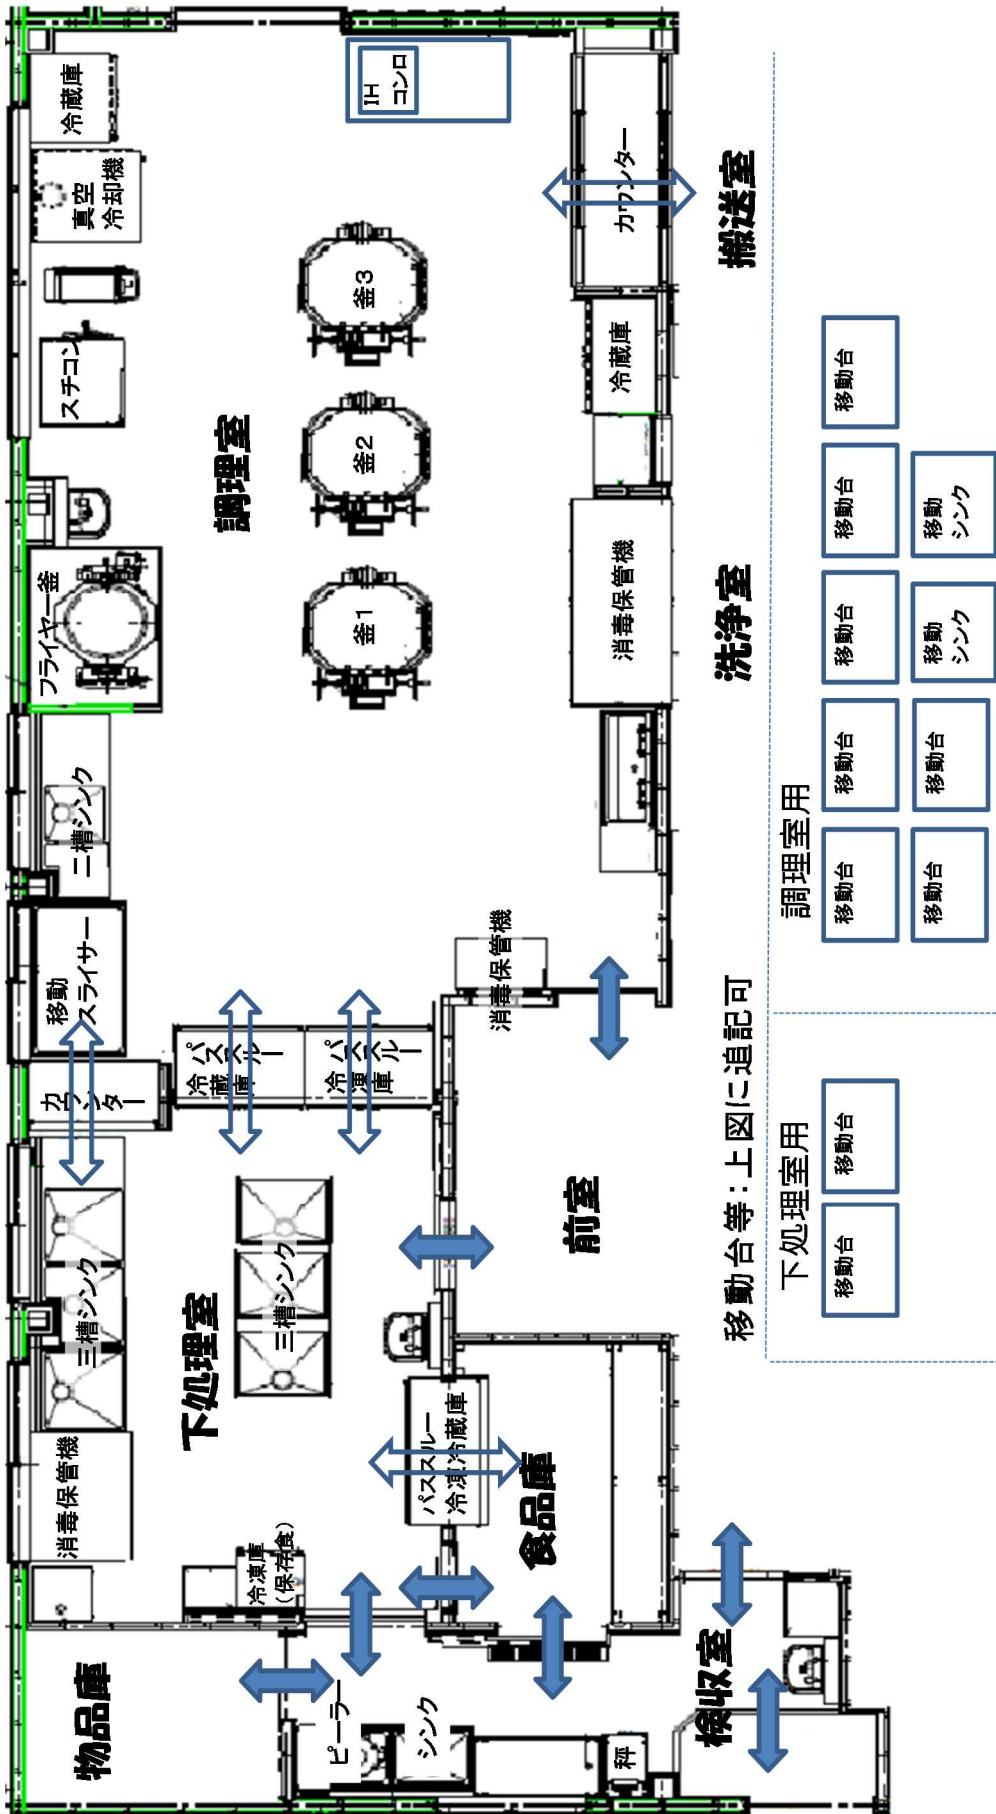 物品庫
ピーラー
シンク
秤
検収室
消毒保管機
三槽シンク
カウンター
下処理室
三槽シンク
冷凍庫
(保存食)
パススルー
冷凍冷蔵庫
食品庫
パススルー
冷蔵庫
パススルー
冷凍庫
前室
移動
スライサー
二槽シンク
フライヤー釜
スチコン
真空
冷却機
冷蔵庫
調理室
釜1
釜2
釜3
IH
コンロ
消毒保管機
消毒保管機
冷蔵庫
カウンター
洗浄室
搬送室
移動台等:上図に追記可
下処理室用
移動台
移動台
調理室用
移動台
移動台
移動台
移動台
移動台
移動台
移動台
移動
シンク
移動
シンク